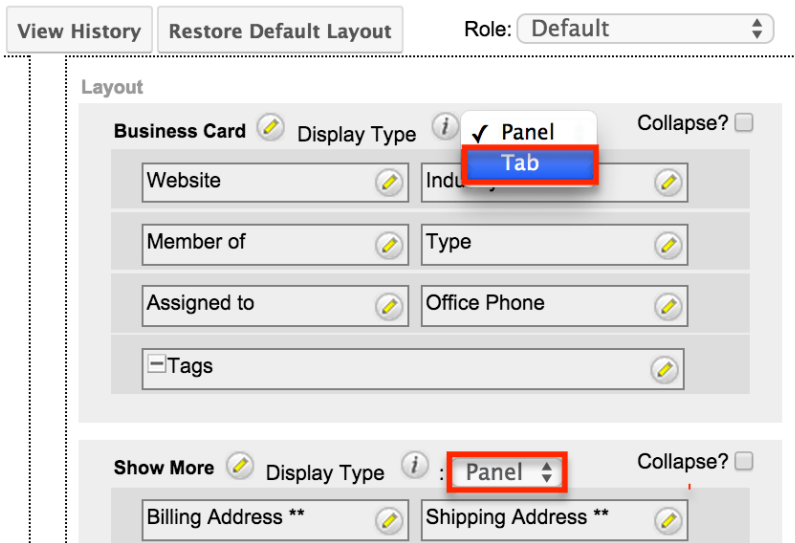 View History Restore Default Layout Role: Default
Layout
Business Card Display Type i ✓ Panel Collapse?
Tab
Website
Member of Type
Assigned to Office Phone
Tags
Show More Display Type i : Panel Collapse?
Billing Address ** Shipping Address **